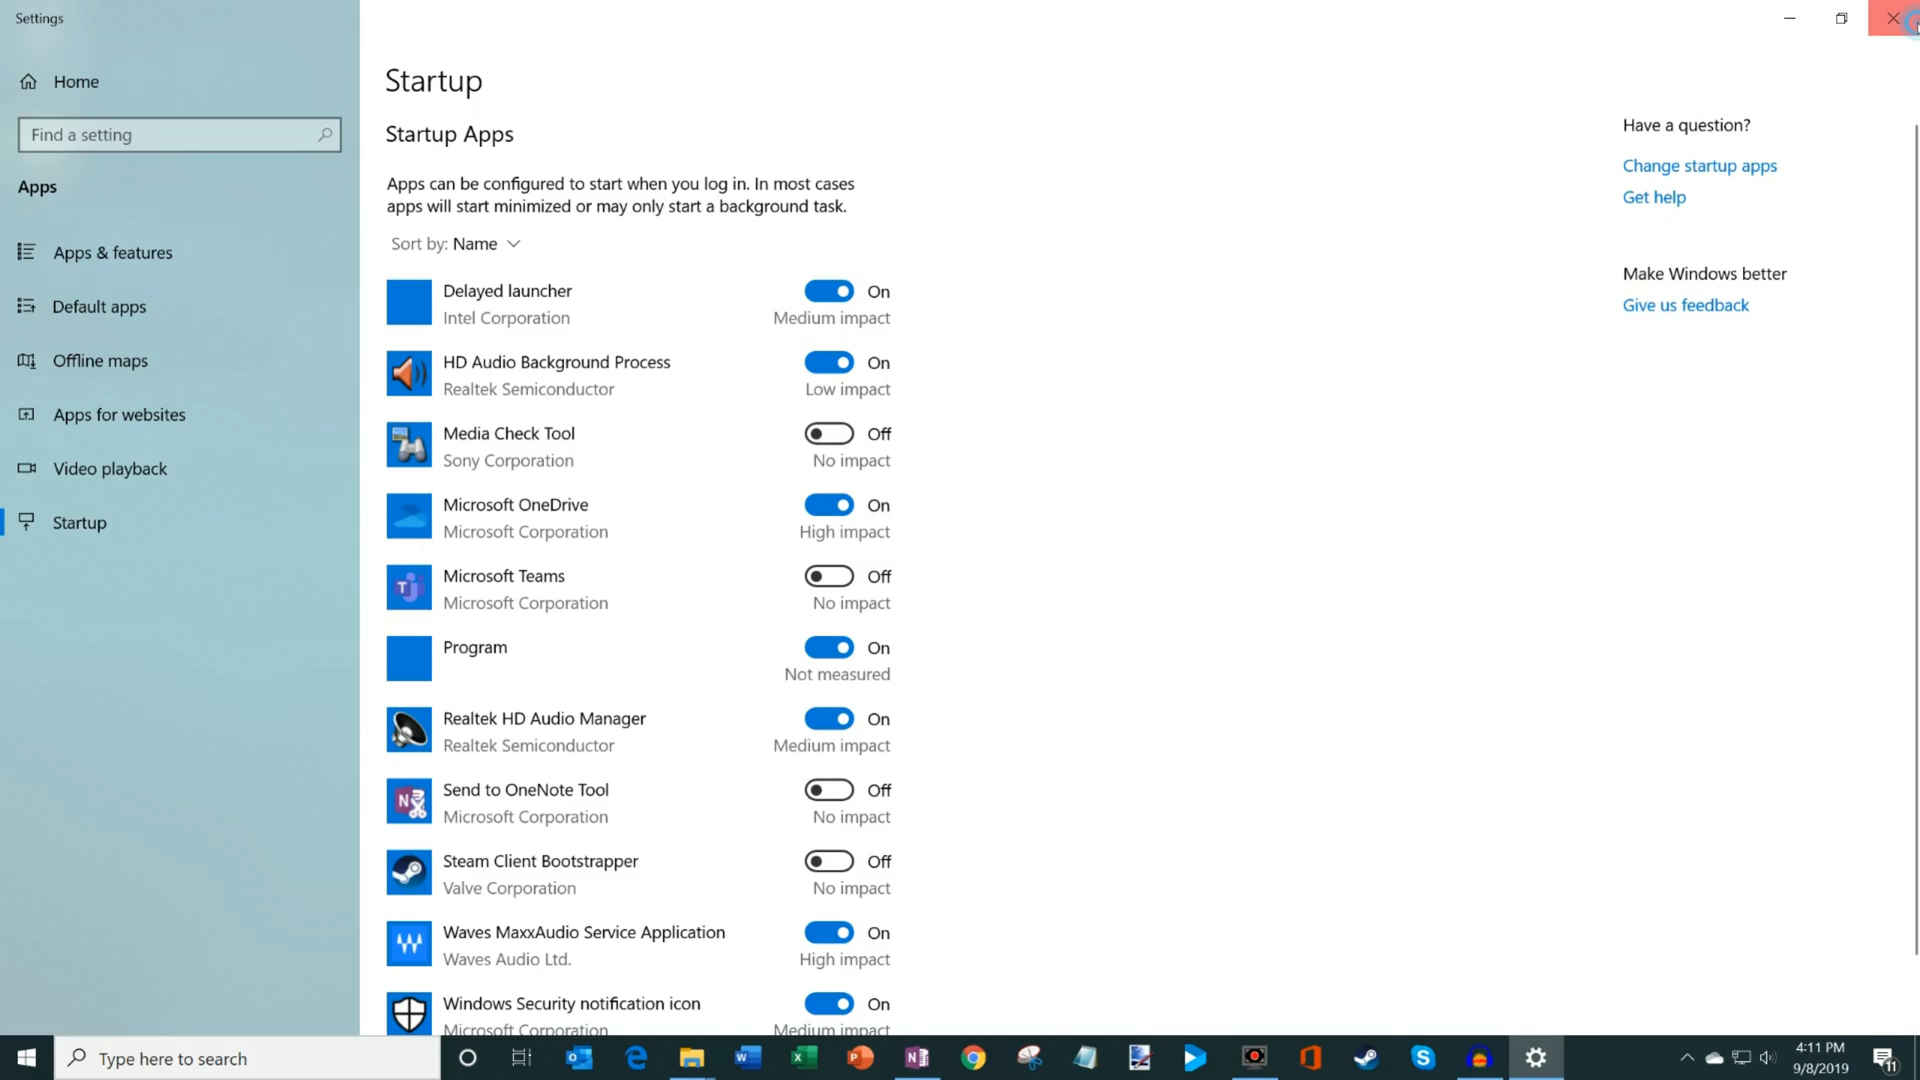 Settings
Home
Find a setting
Apps
Apps & features
Default apps
Offline maps
Apps for websites
Video playback
Startup
Startup
Startup Apps
Apps can be configured to start when you log in. In most cases
apps will start minimized or may only start a background task.
Sort by: Name
Delayed launcher On
Intel Corporation Medium impact
HD Audio Background Process On
Realtek Semiconductor Low impact
Media Check Tool Off
Sony Corporation No impact
Microsoft OneDrive On
Microsoft Corporation High impact
Microsoft Teams Off
Microsoft Corporation No impact
Program On
Not measured
Realtek HD Audio Manager On
Realtek Semiconductor Medium impact
Send to OneNote Tool Off
Microsoft Corporation No impact
Steam Client Bootstrapper Off
Valve Corporation No impact
Waves MaxxAudio Service Application On
Waves Audio Ltd. High impact
Windows Security notification icon On
Microsoft Corporation Medium impact
Have a question?
Change startup apps
Get help
Make Windows better
Give us feedback
Type here to search
4:11 PM
9/8/2019
11